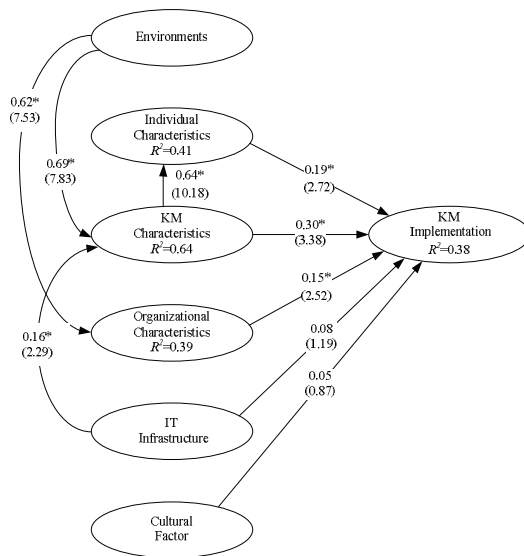 Environments
0.62*
(7.53)
Individual
Characteristics
R²=0.41
0.69*
(7.83)
0.64*
(10.18)
0.19*
(2.72)
KM
Characteristics
R²=0.64
0.30*
(3.38)
KM
Implementation
R²=0.38
0.15*
(2.52)
Organizational
Characteristics
R²=0.39
0.16*
(2.29)
0.08
(1.19)
0.05
(0.87)
IT
Infrastructure
Cultural
Factor